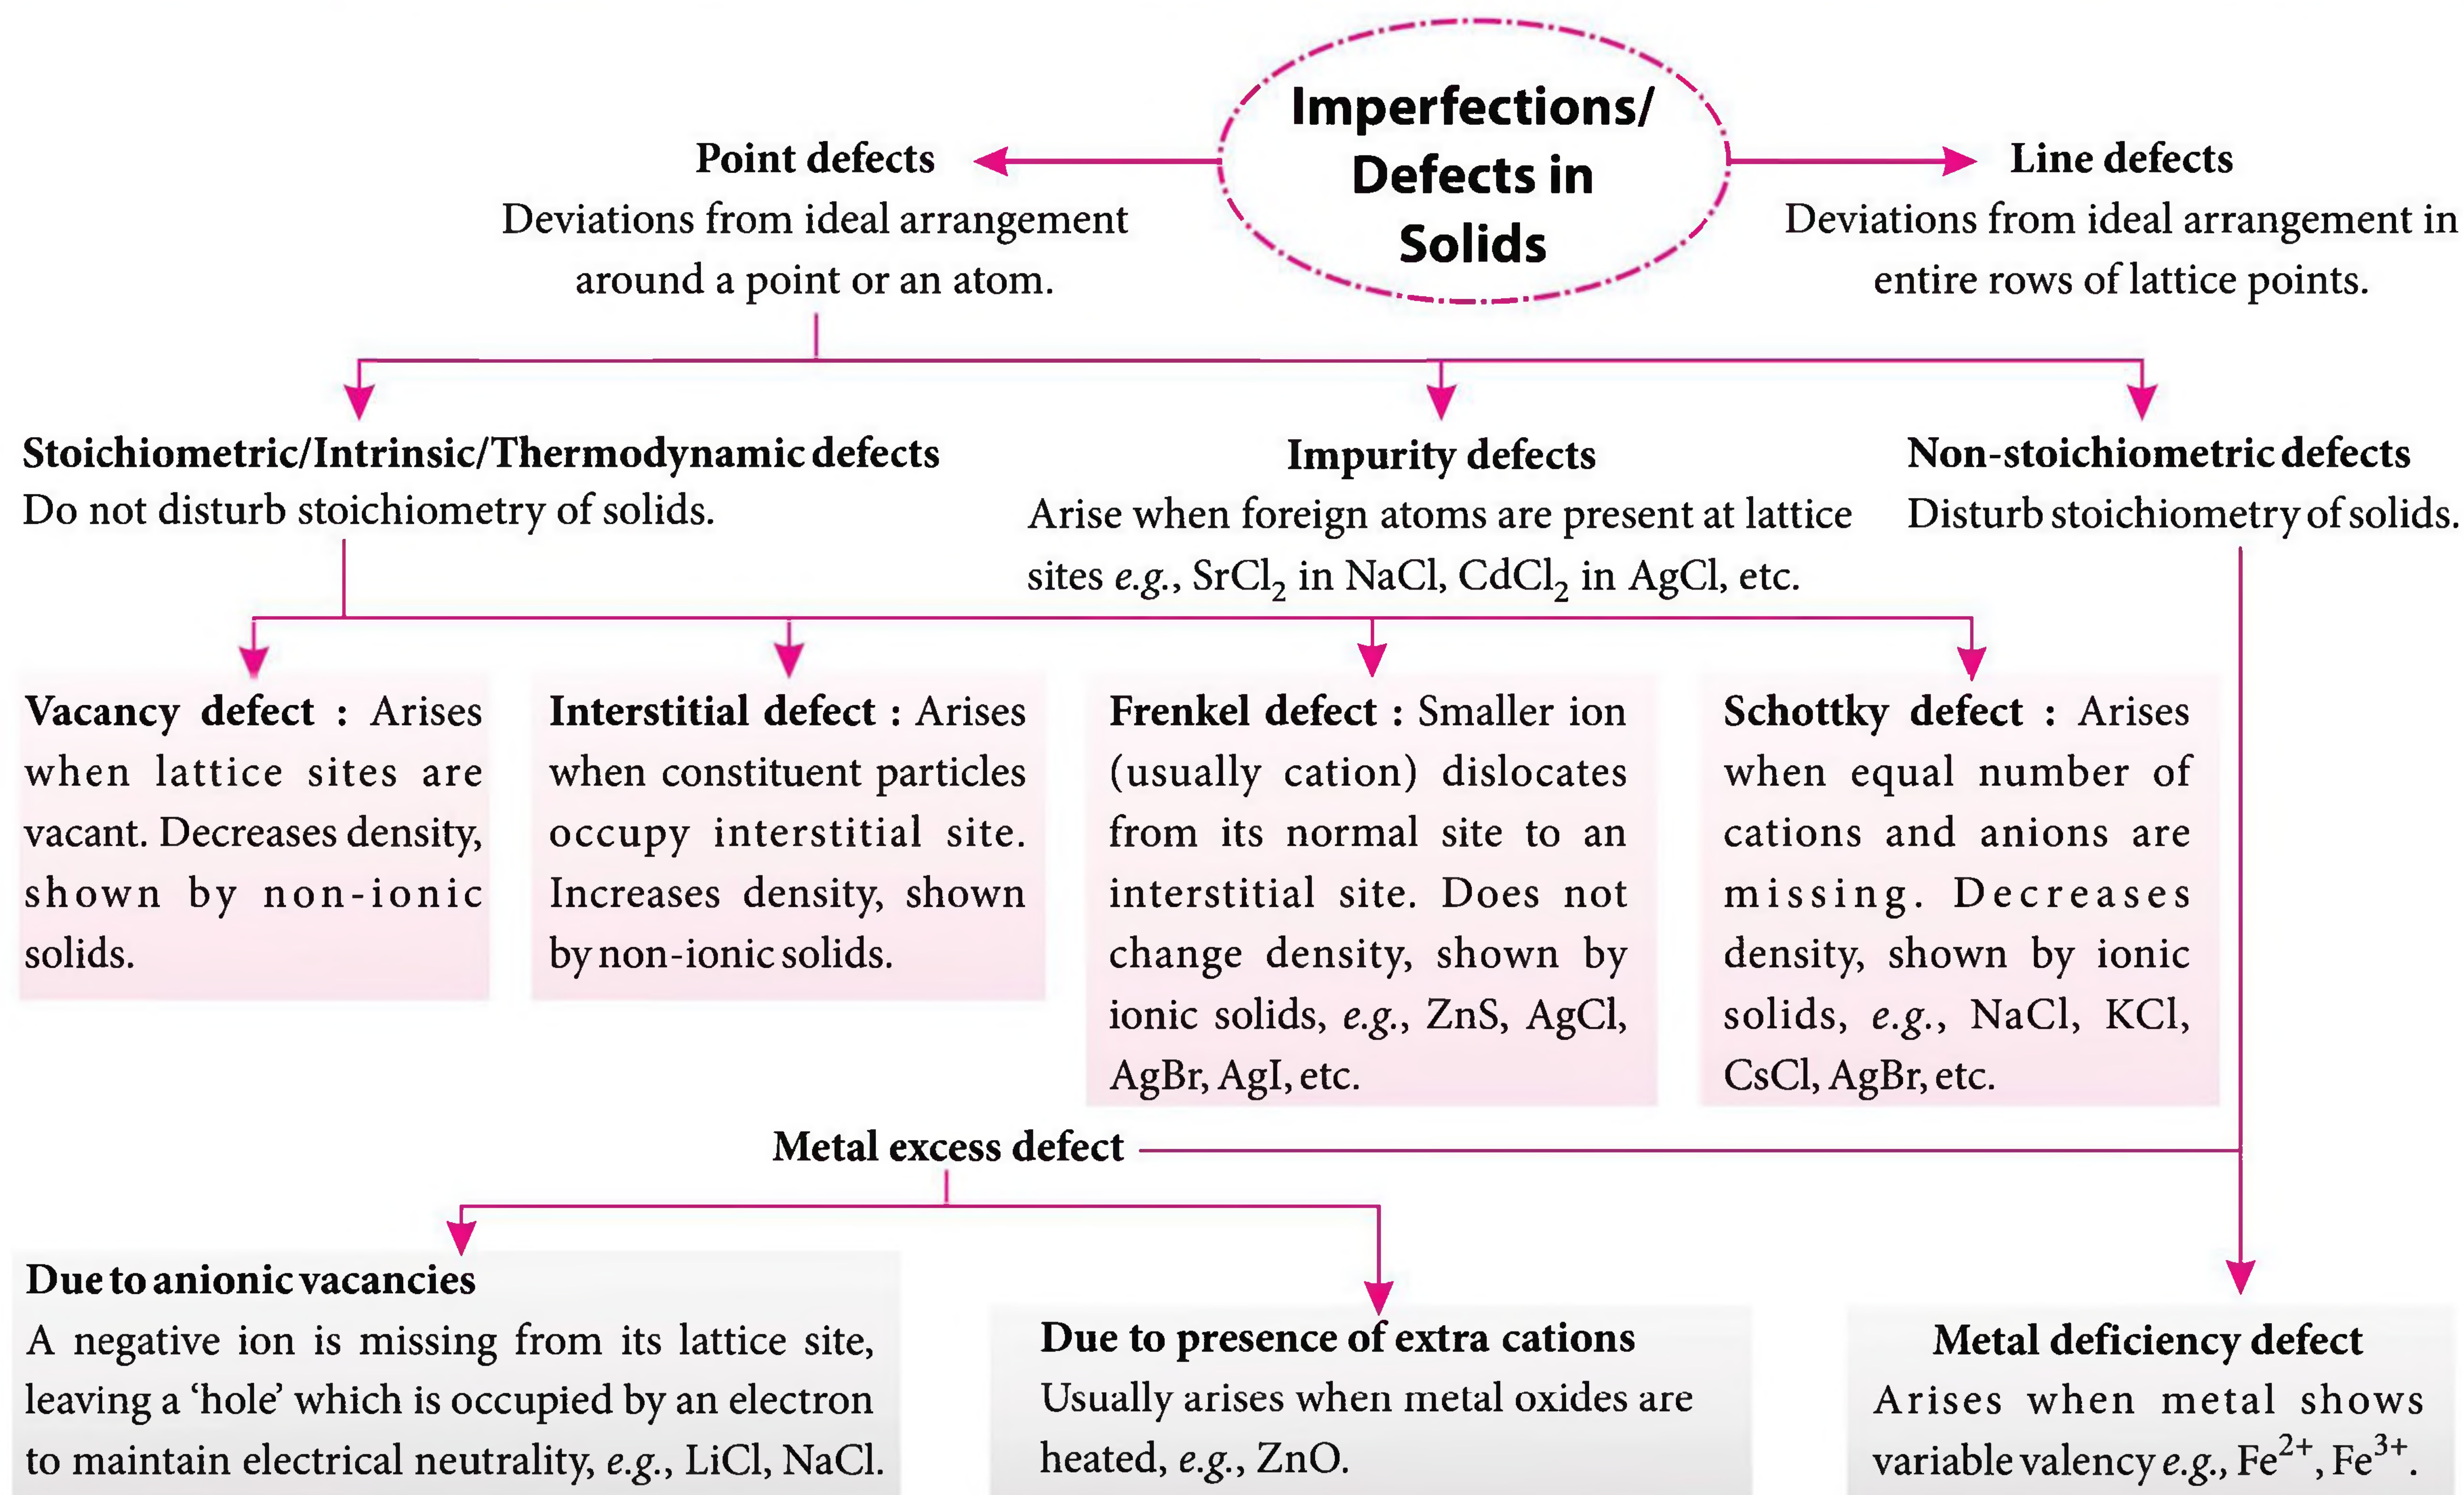 Imperfections/
Defects in
Solids
Point defects
Deviations from ideal arrangement
around a point or an atom.
Line defects
Deviations from ideal arrangement in
entire rows of lattice points.
Stoichiometric/Intrinsic/Thermodynamic defects
Do not disturb stoichiometry of solids.
Impurity defects
Arise when foreign atoms are present at lattice
sites e.g., SrCl₂ in NaCl, CdCl₂ in AgCl, etc.
Non-stoichiometric defects
Disturb stoichiometry of solids.
Vacancy defect : Arises
when lattice sites are
vacant. Decreases density,
shown by non-ionic
solids.
Interstitial defect : Arises
when constituent particles
occupy interstitial site.
Increases density, shown
by non-ionic solids.
Frenkel defect : Smaller ion
(usually cation) dislocates
from its normal site to an
interstitial site. Does not
change density, shown by
ionic solids, e.g., ZnS, AgCl,
AgBr, AgI, etc.
Schottky defect : Arises
when equal number of
cations and anions are
missing. Decreases
density, shown by ionic
solids, e.g., NaCl, KCl,
CsCl, AgBr, etc.
Metal excess defect
Due to anionic vacancies
A negative ion is missing from its lattice site,
leaving a ‘hole’ which is occupied by an electron
to maintain electrical neutrality, e.g., LiCl, NaCl.
Due to presence of extra cations
Usually arises when metal oxides are
heated, e.g., ZnO.
Metal deficiency defect
Arises when metal shows
variable valency e.g., Fe²⁺, Fe³⁺.